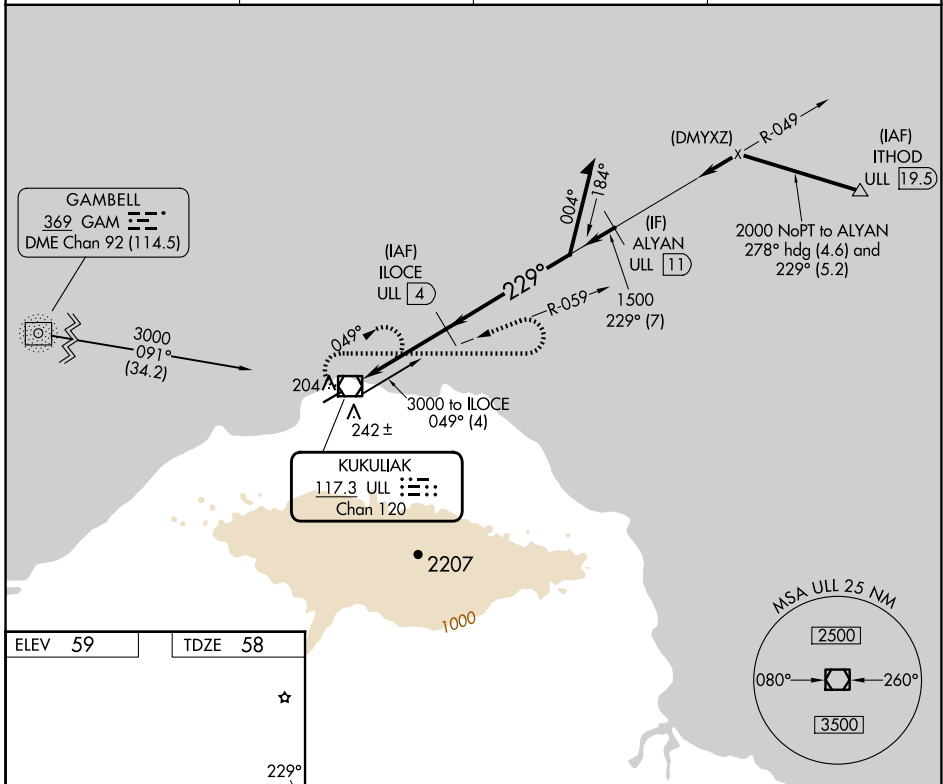 (DMYXZ)
R-049
(IAF)
ITHOD
ULL 19.5
GAMBELL
369 GAM
DME Chan 92 (114.5)
004°
184°
(IF)
ALYAN
ULL 11
2000 NoPT to ALYAN
278° hdg (4.6) and
229° (5.2)
(IAF)
ILOCE
ULL 4
229°
R-059
1500
229° (7)
3000
091°
(34.2)
049°
204
3000 to ILOCE
049° (4)
242 ±
KUKULIAK
117.3 ULL
Chan 120
2207
1000
MSA ULL 25 NM
2500
080°
260°
3500
ELEV 59
TDZE 58
229°